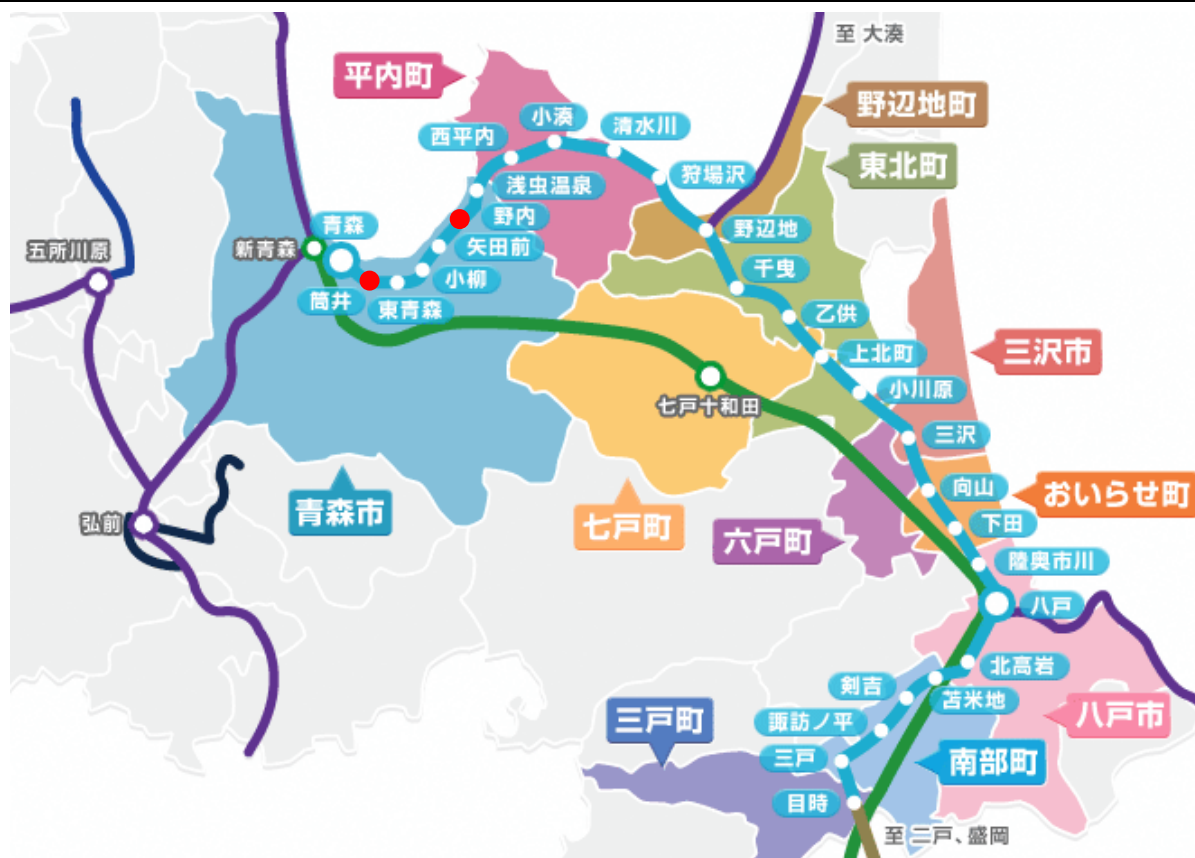 至 大湊
平内町
野辺地町
小湊
清水川
西平内
東北町
狩場沢
浅虫温泉
野内
青森
野辺地
新青森
矢田前
五所川原
千曳
小柳
筒井
東青森
乙供
三沢市
上北町
小川原
七戸十和田
三沢
向山
おいらせ町
青森市
弘前
七戸町
下田
六戸町
陸奥市川
八戸
北高岩
剣吉
苫米地
三戸町
諏訪ノ平
八戸市
三戸
南部町
目時
至 二戸、盛岡